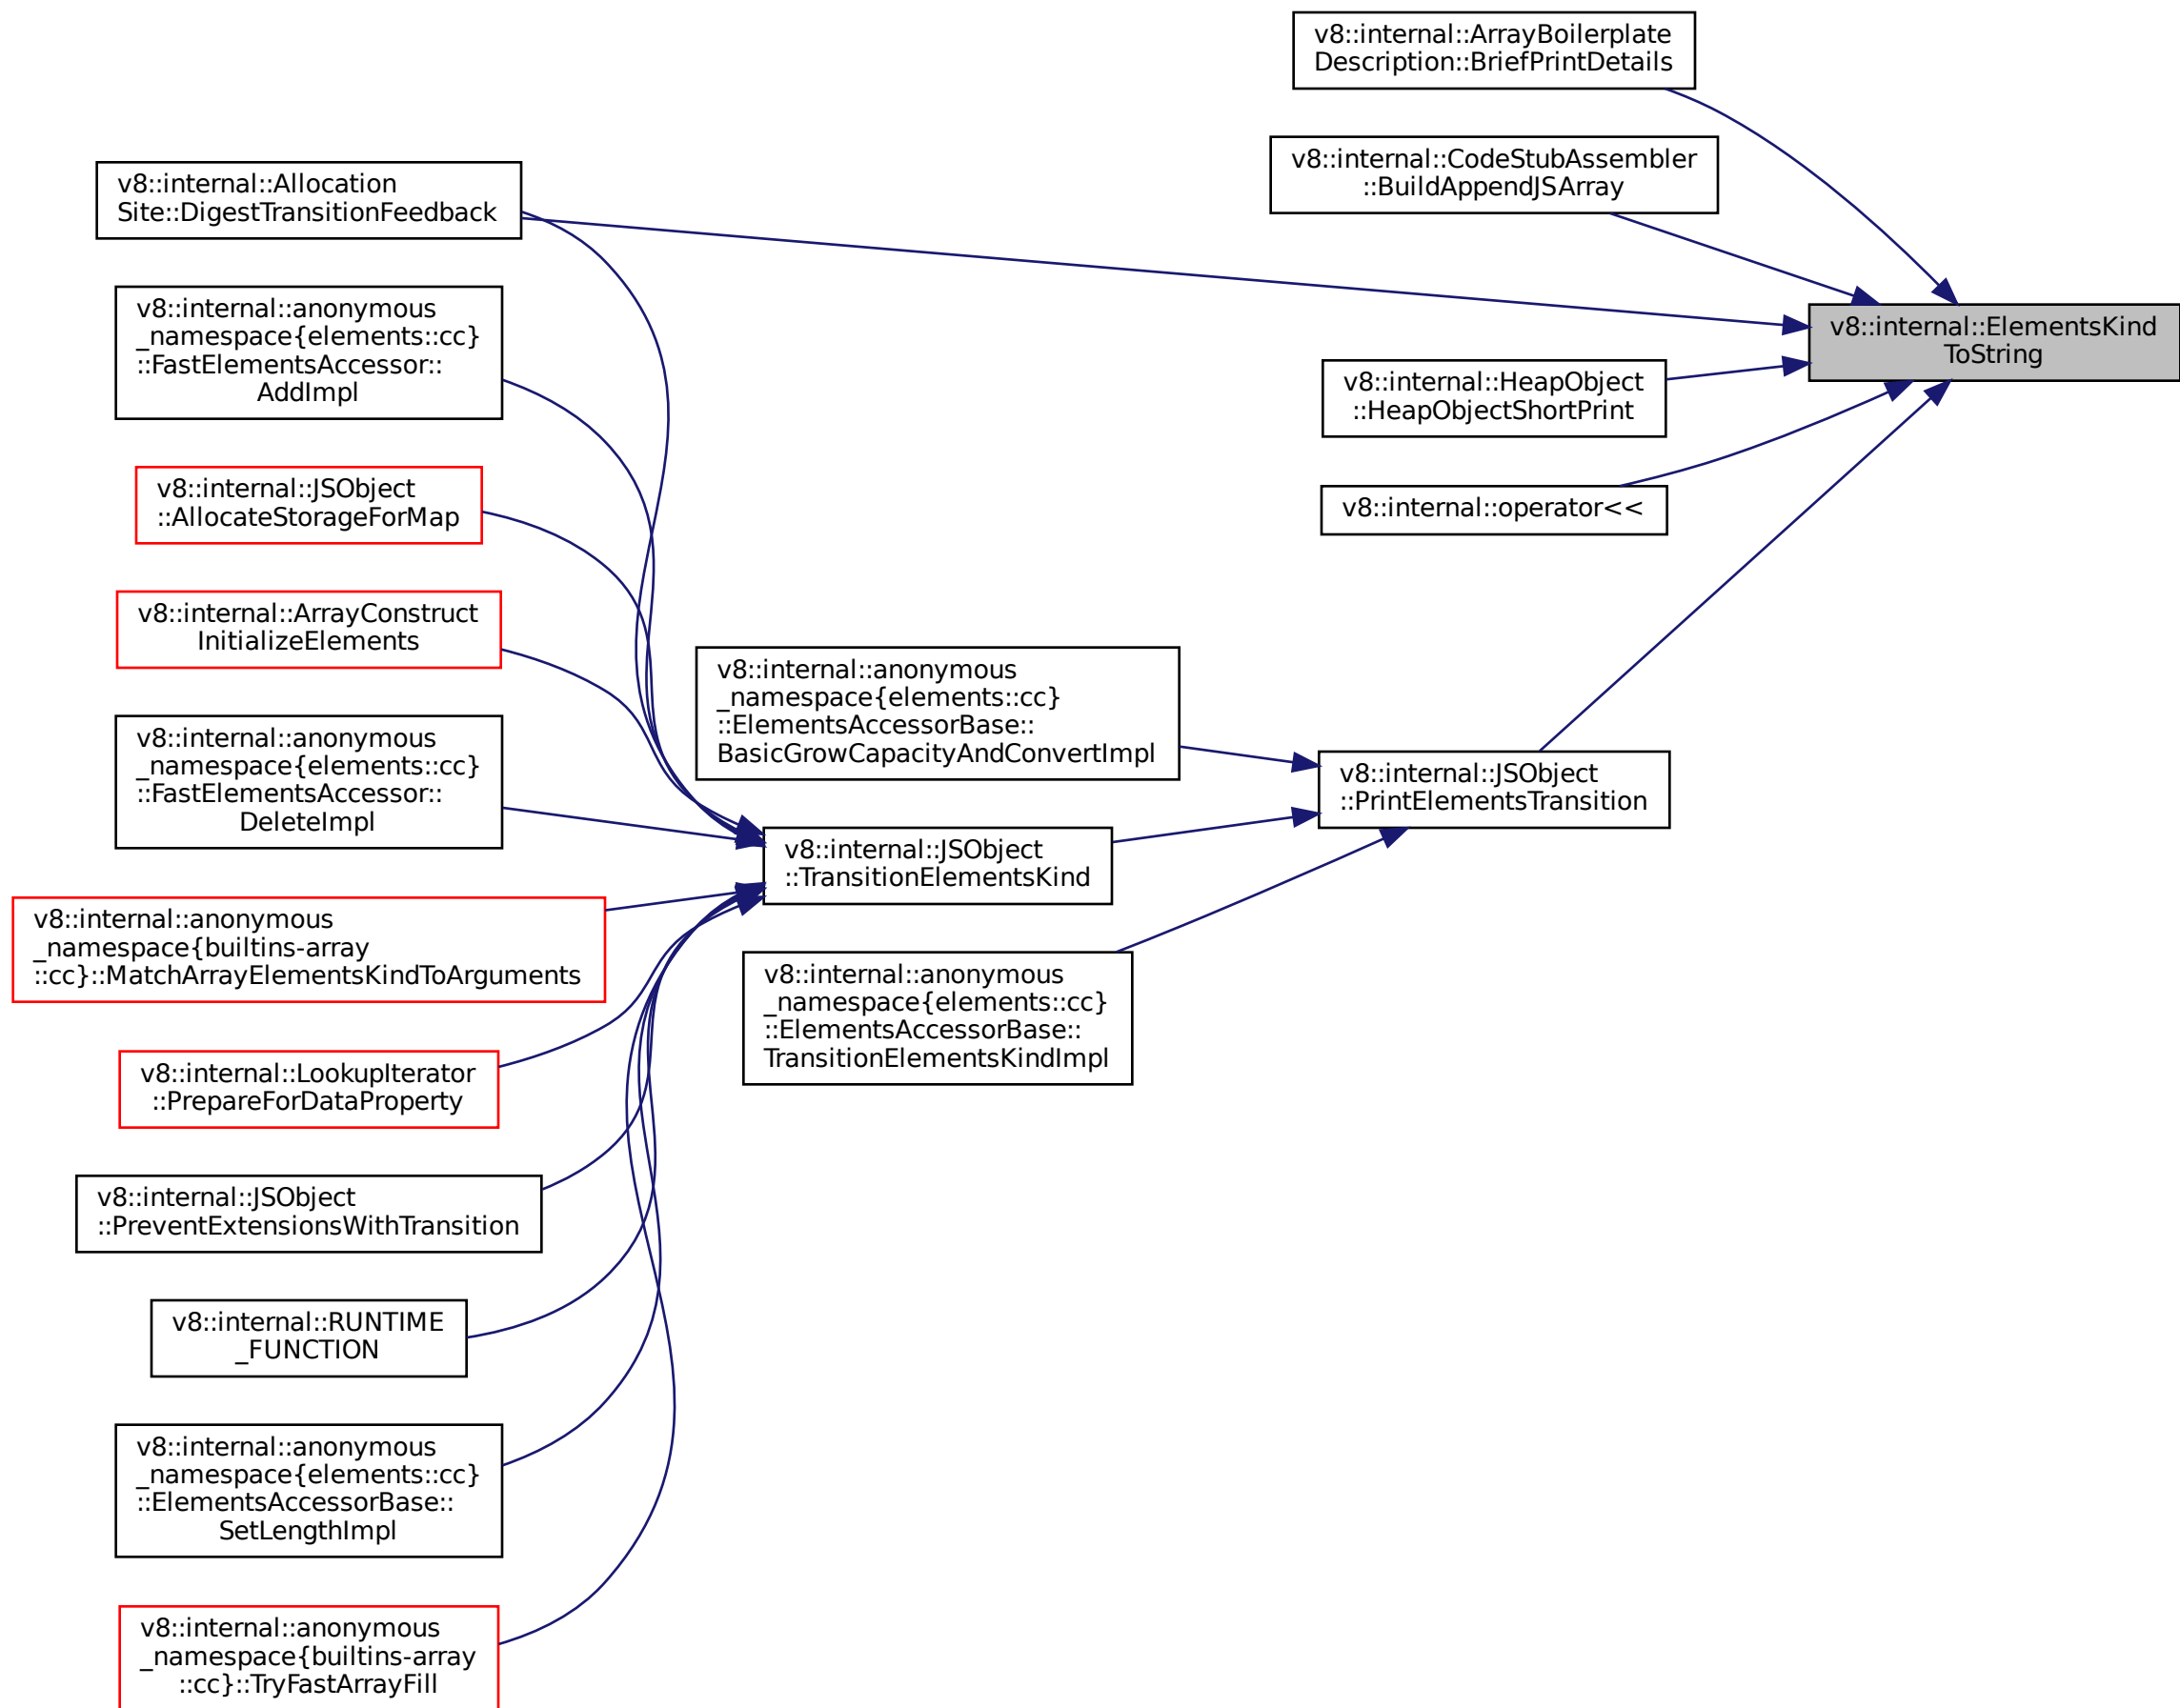 v8::internal::ArrayBoilerplate
Description::BriefPrintDetails
v8::internal::CodeStubAssembler
::BuildAppendJSArray
v8::internal::Allocation
Site::DigestTransitionFeedback
v8::internal::ElementsKind
ToString
v8::internal::anonymous
_namespace{elements::cc}
::FastElementsAccessor::
AddImpl
v8::internal::HeapObject
::HeapObjectShortPrint
v8::internal::JSObject
::AllocateStorageForMap
v8::internal::operator<<
v8::internal::ArrayConstruct
InitializeElements
v8::internal::anonymous
_namespace{elements::cc}
::ElementsAccessorBase::
BasicGrowCapacityAndConvertImpl
v8::internal::anonymous
_namespace{elements::cc}
::FastElementsAccessor::
DeleteImpl
v8::internal::JSObject
::PrintElementsTransition
v8::internal::JSObject
::TransitionElementsKind
v8::internal::anonymous
_namespace{builtins-array
::cc}::MatchArrayElementsKindToArguments
v8::internal::anonymous
_namespace{elements::cc}
::ElementsAccessorBase::
TransitionElementsKindImpl
v8::internal::LookupIterator
::PrepareForDataProperty
v8::internal::JSObject
::PreventExtensionsWithTransition
v8::internal::RUNTIME
_FUNCTION
v8::internal::anonymous
_namespace{elements::cc}
::ElementsAccessorBase::
SetLengthImpl
v8::internal::anonymous
_namespace{builtins-array
::cc}::TryFastArrayFill